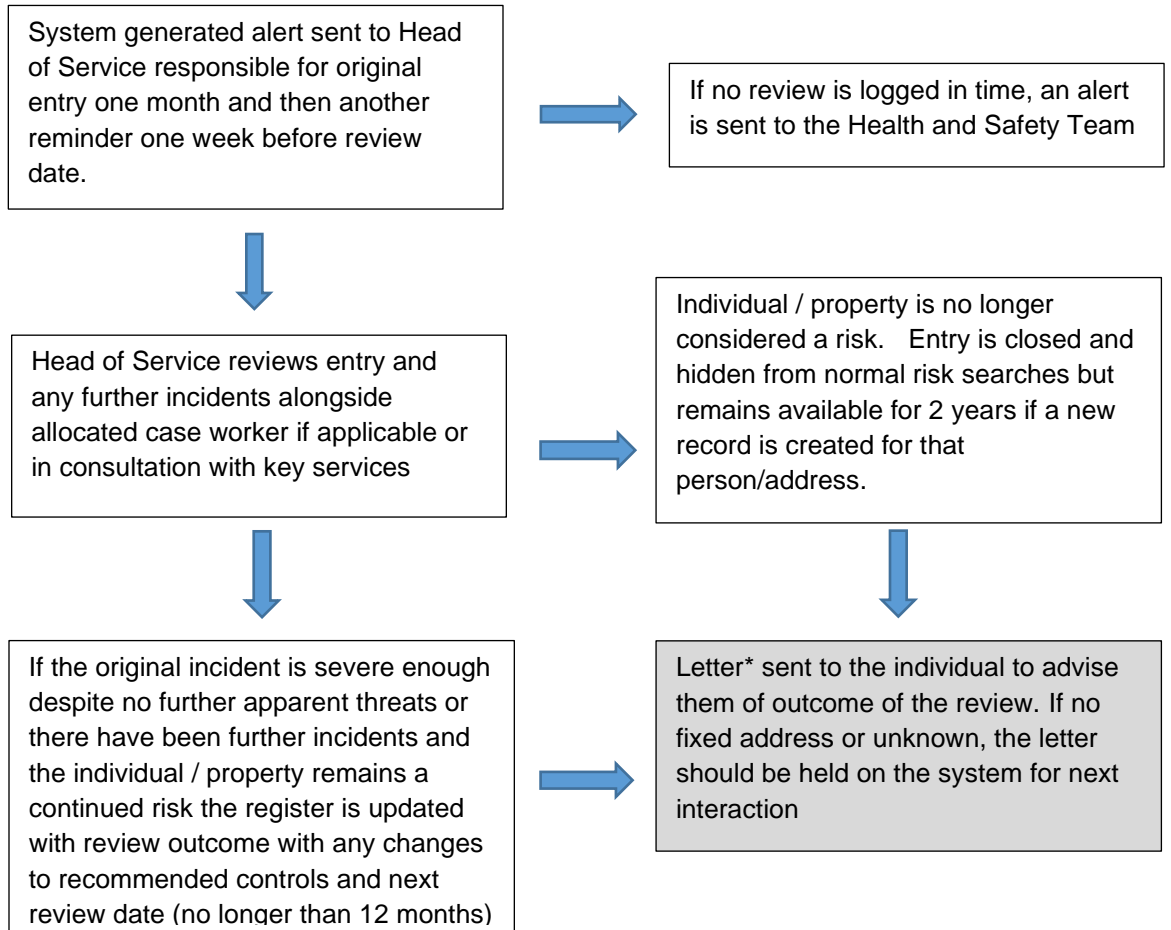 System generated alert sent to Head
of Service responsible for original
entry one month and then another
reminder one week before review
date.
If no review is logged in time, an alert
is sent to the Health and Safety Team
Head of Service reviews entry and
any further incidents alongside
allocated case worker if applicable or
in consultation with key services
Individual / property is no longer
considered a risk.   Entry is closed and
hidden from normal risk searches but
remains available for 2 years if a new
record is created for that
person/address.
If the original incident is severe enough
despite no further apparent threats or
there have been further incidents and
the individual / property remains a
continued risk the register is updated
with review outcome with any changes
to recommended controls and next
review date (no longer than 12 months)
Letter* sent to the individual to advise
them of outcome of the review. If no
fixed address or unknown, the letter
should be held on the system for next
interaction